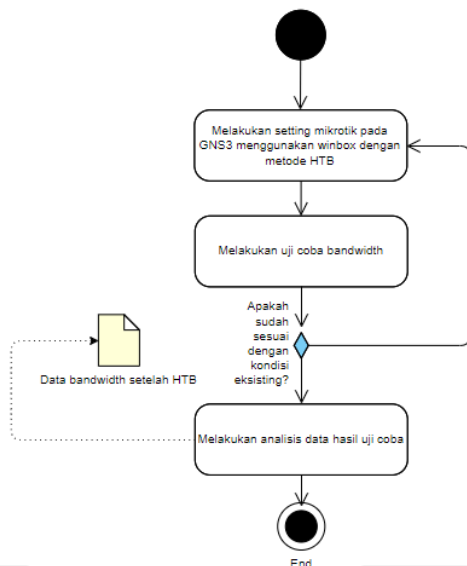 Melakukan setting mikrotik pada
GNS3 menggunakan winbox dengan
metode HTB
Melakukan uji coba bandwidth
Apakah
sudah
sesuai
dengan
kondisi
eksisting?
Data bandwidth setelah HTB
Melakukan analisis data hasil uji coba
End